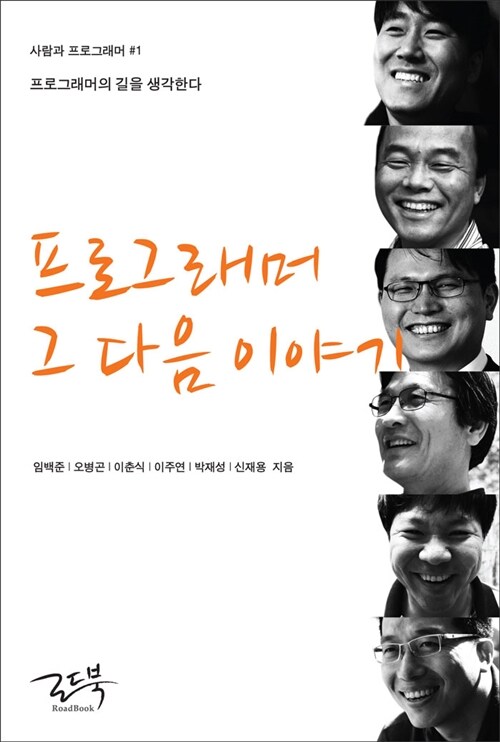 사람과 프로그래머 #1
프로그래머의 길을 생각한다
프로그래머
그 다음 이야기
임백준 | 오병곤 | 이춘식 | 이주연 | 박재성 | 신재용 지음
로드북
RoadBook